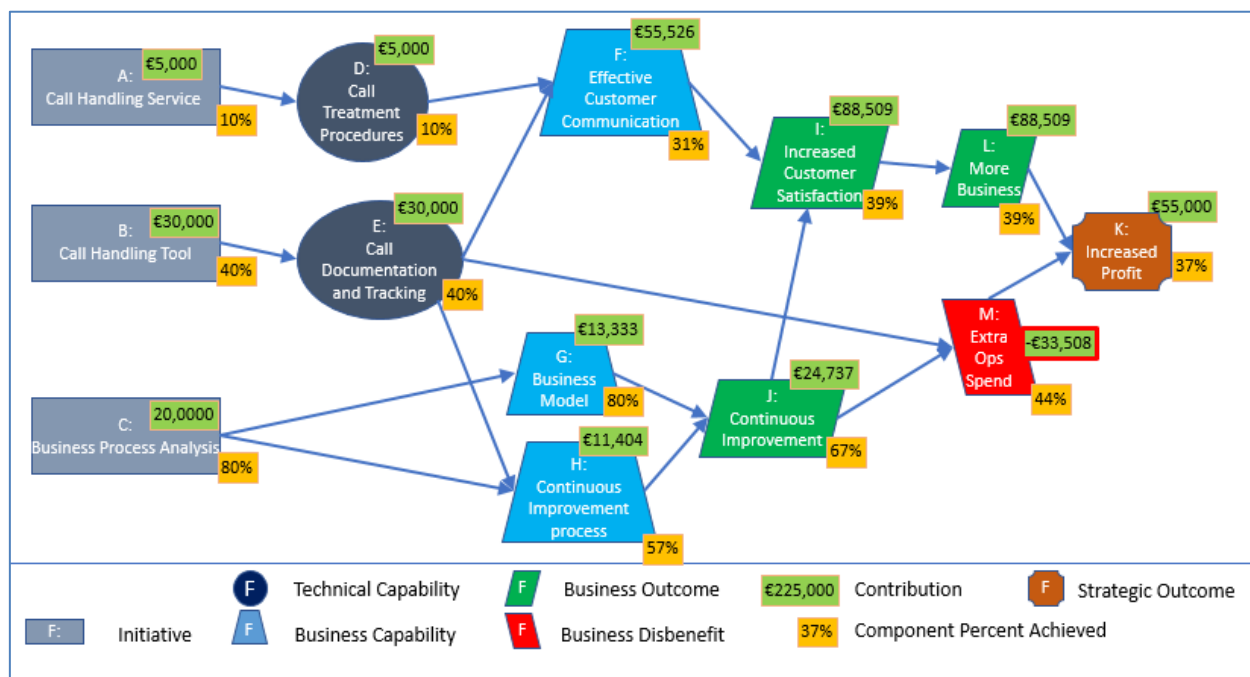 A:
Call Handling Service
€5,000
10%
D:
Call
Treatment
Procedures
€5,000
10%
F:
Effective
Customer
Communication
€55,526
31%
I:
Increased
Customer
Satisfaction
€88,509
39%
L:
More
Business
€88,509
39%
B:
Call Handling Tool
€30,000
40%
E:
Call
Documentation
and Tracking
€30,000
40%
K:
Increased
Profit
€55,000
37%
M:
Extra
Ops
Spend
-€33,508
44%
G:
Business
Model
€13,333
80%
J:
Continuous
Improvement
€24,737
67%
C:
Business Process Analysis
20,0000
80%
H:
Continuous
Improvement
process
€11,404
57%
F
Technical Capability
F
Business Outcome
€225,000
Contribution
F
Strategic Outcome
F:
Initiative
F
Business Capability
F
Business Disbenefit
37%
Component Percent Achieved